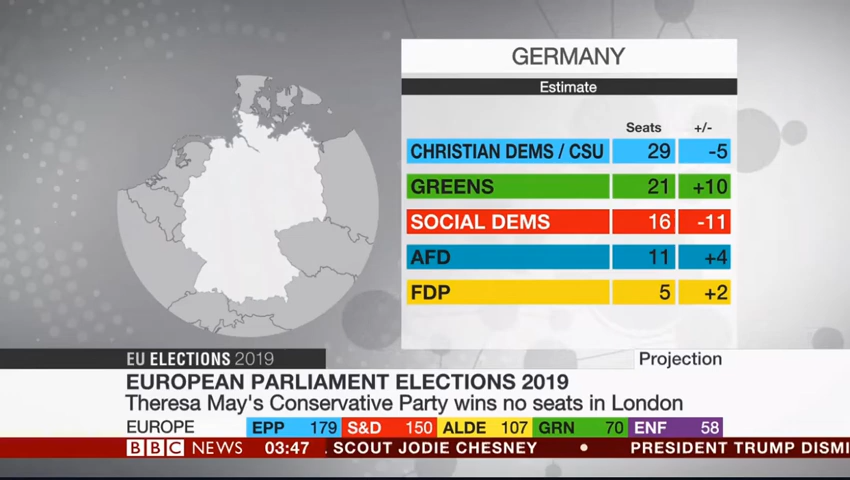 GERMANY
Estimate
Seats +/-
CHRISTIAN DEMS / CSU 29 -5
GREENS 21 +10
SOCIAL DEMS 16 -11
AFD 11 +4
FDP 5 +2
EU ELECTIONS 2019
Projection
EUROPEAN PARLIAMENT ELECTIONS 2019
Theresa May's Conservative Party wins no seats in London
EUROPE EPP 179 S&D 150 ALDE 107 GRN 70 ENF 58
BBC NEWS 03:47 . SCOUT JODIE CHESNEY • PRESIDENT TRUMP DISMI